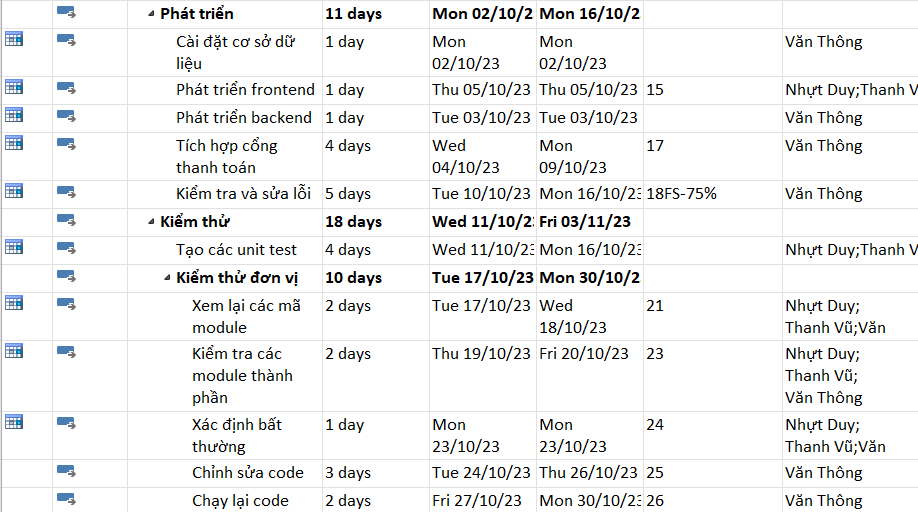 Phát triển 11 days Mon 02/10/2 Mon 16/10/2
Cài đặt cơ sở dữ liệu 1 day Mon 02/10/23 Mon 02/10/23 Văn Thông
Phát triển frontend 1 day Thu 05/10/23 Thu 05/10/23 15 Nhựt Duy;Thanh V
Phát triển backend 1 day Tue 03/10/23 Tue 03/10/23 Văn Thông
Tích hợp cổng thanh toán 4 days Wed 04/10/23 Mon 09/10/23 17 Văn Thông
Kiểm tra và sửa lỗi 5 days Tue 10/10/23 Mon 16/10/23 18FS-75% Văn Thông
Kiểm thử 18 days Wed 11/10/2 Fri 03/11/23
Tạo các unit test 4 days Wed 11/10/23 Mon 16/10/23 Nhựt Duy;Thanh V
Kiểm thử đơn vị 10 days Tue 17/10/23 Mon 30/10/2
Xem lại các mã module 2 days Tue 17/10/23 Wed 18/10/23 21 Nhựt Duy; Thanh Vũ;Văn
Kiểm tra các module thành phần 2 days Thu 19/10/23 Fri 20/10/23 23 Nhựt Duy; Thanh Vũ; Văn Thông
Xác định bất thường 1 day Mon 23/10/23 Mon 23/10/23 24 Nhựt Duy; Thanh Vũ;Văn
Chỉnh sửa code 3 days Tue 24/10/23 Thu 26/10/23 25 Văn Thông
Chạy lại code 2 days Fri 27/10/23 Mon 30/10/23 26 Văn Thông